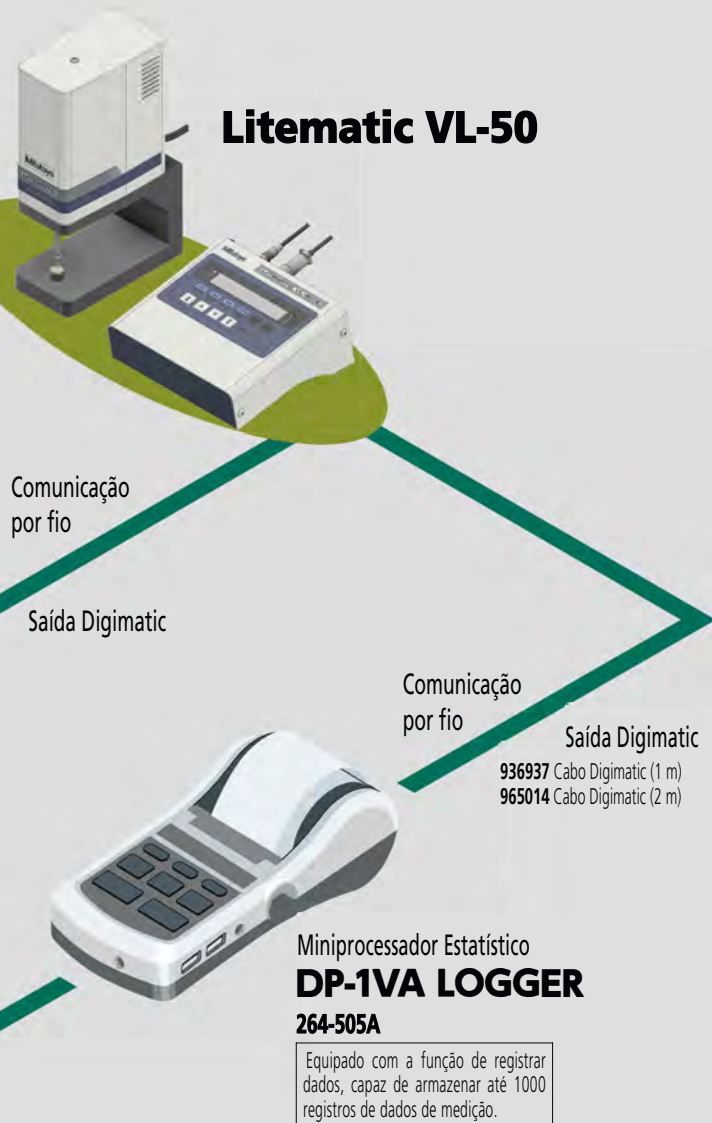 Litematic VL-50
Mitutoyo
Mitutoyo
Comunicação
por fio
Saída Digimatic
Comunicação
por fio
Saída Digimatic
936937 Cabo Digimatic (1 m)
965014 Cabo Digimatic (2 m)
Miniprocessador Estatístico
DP-1VA LOGGER
264-505A
Equipado com a função de registrar
dados, capaz de armazenar até 1000
registros de dados de medição.